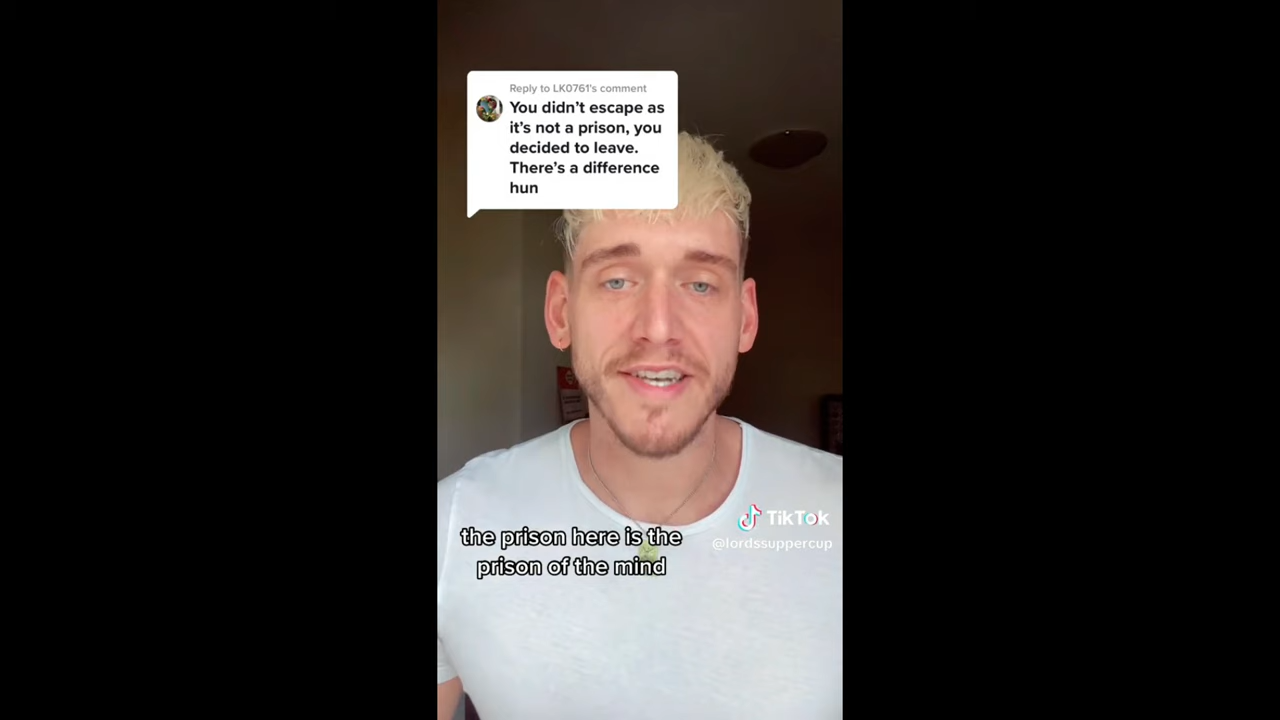 Reply to LK0761's comment
You didn't escape as
it's not a prison, you
decided to leave.
There's a difference
hun
TikTok
@lordssuppercup
the prison here is the
prison of the mind